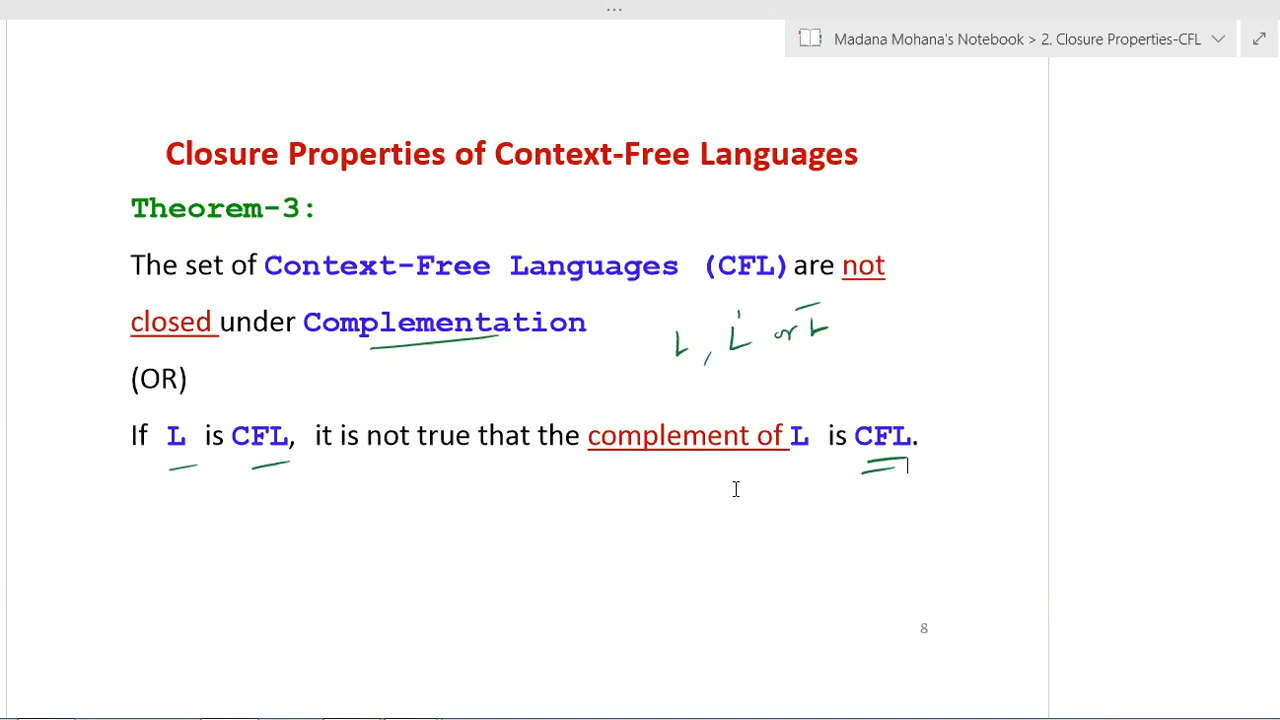 ...
Madana Mohana's Notebook > 2. Closure Properties-CFL
Closure Properties of Context-Free Languages
Theorem-3:
The set of Context-Free Languages (CFL) are not
closed under Complementation
L, L' or L̅
(OR)
If L is CFL, it is not true that the complement of L is CFL.
8